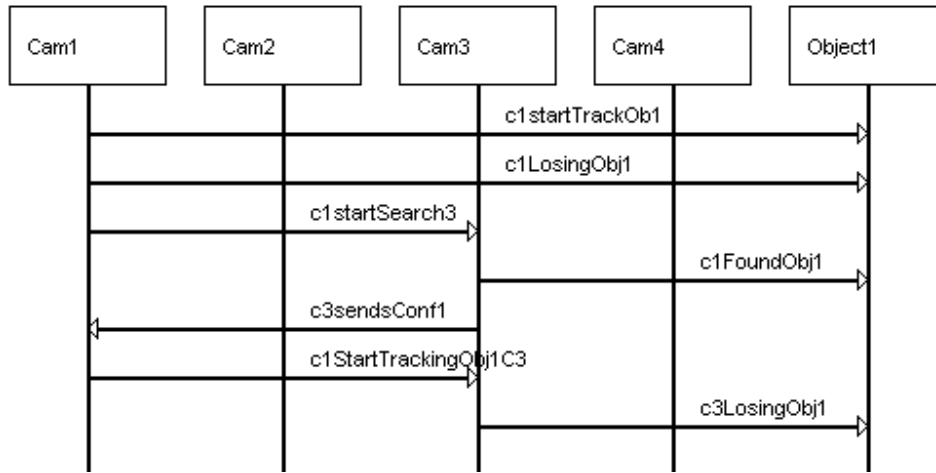 Cam1
Cam2
Cam3
Cam4
Object1
c1startTrackOb1
c1LosingObj1
c1startSearch3
c1FoundObj1
c3sendsConf1
c1StartTrackingObj1C3
c3LosingObj1